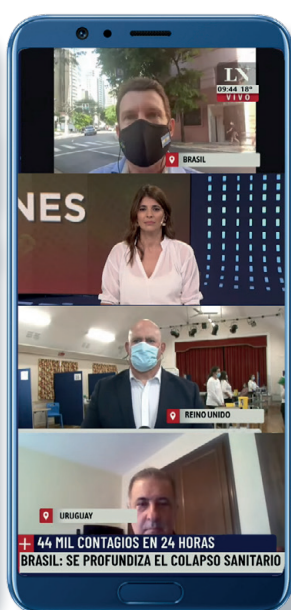 LN
09:44 18°
VIVO
BRASIL
NES
REINO UNIDO
URUGUAY
+ 44 MIL CONTAGIOS EN 24 HORAS
BRASIL: SE PROFUNDIZA EL COLAPSO SANITARIO